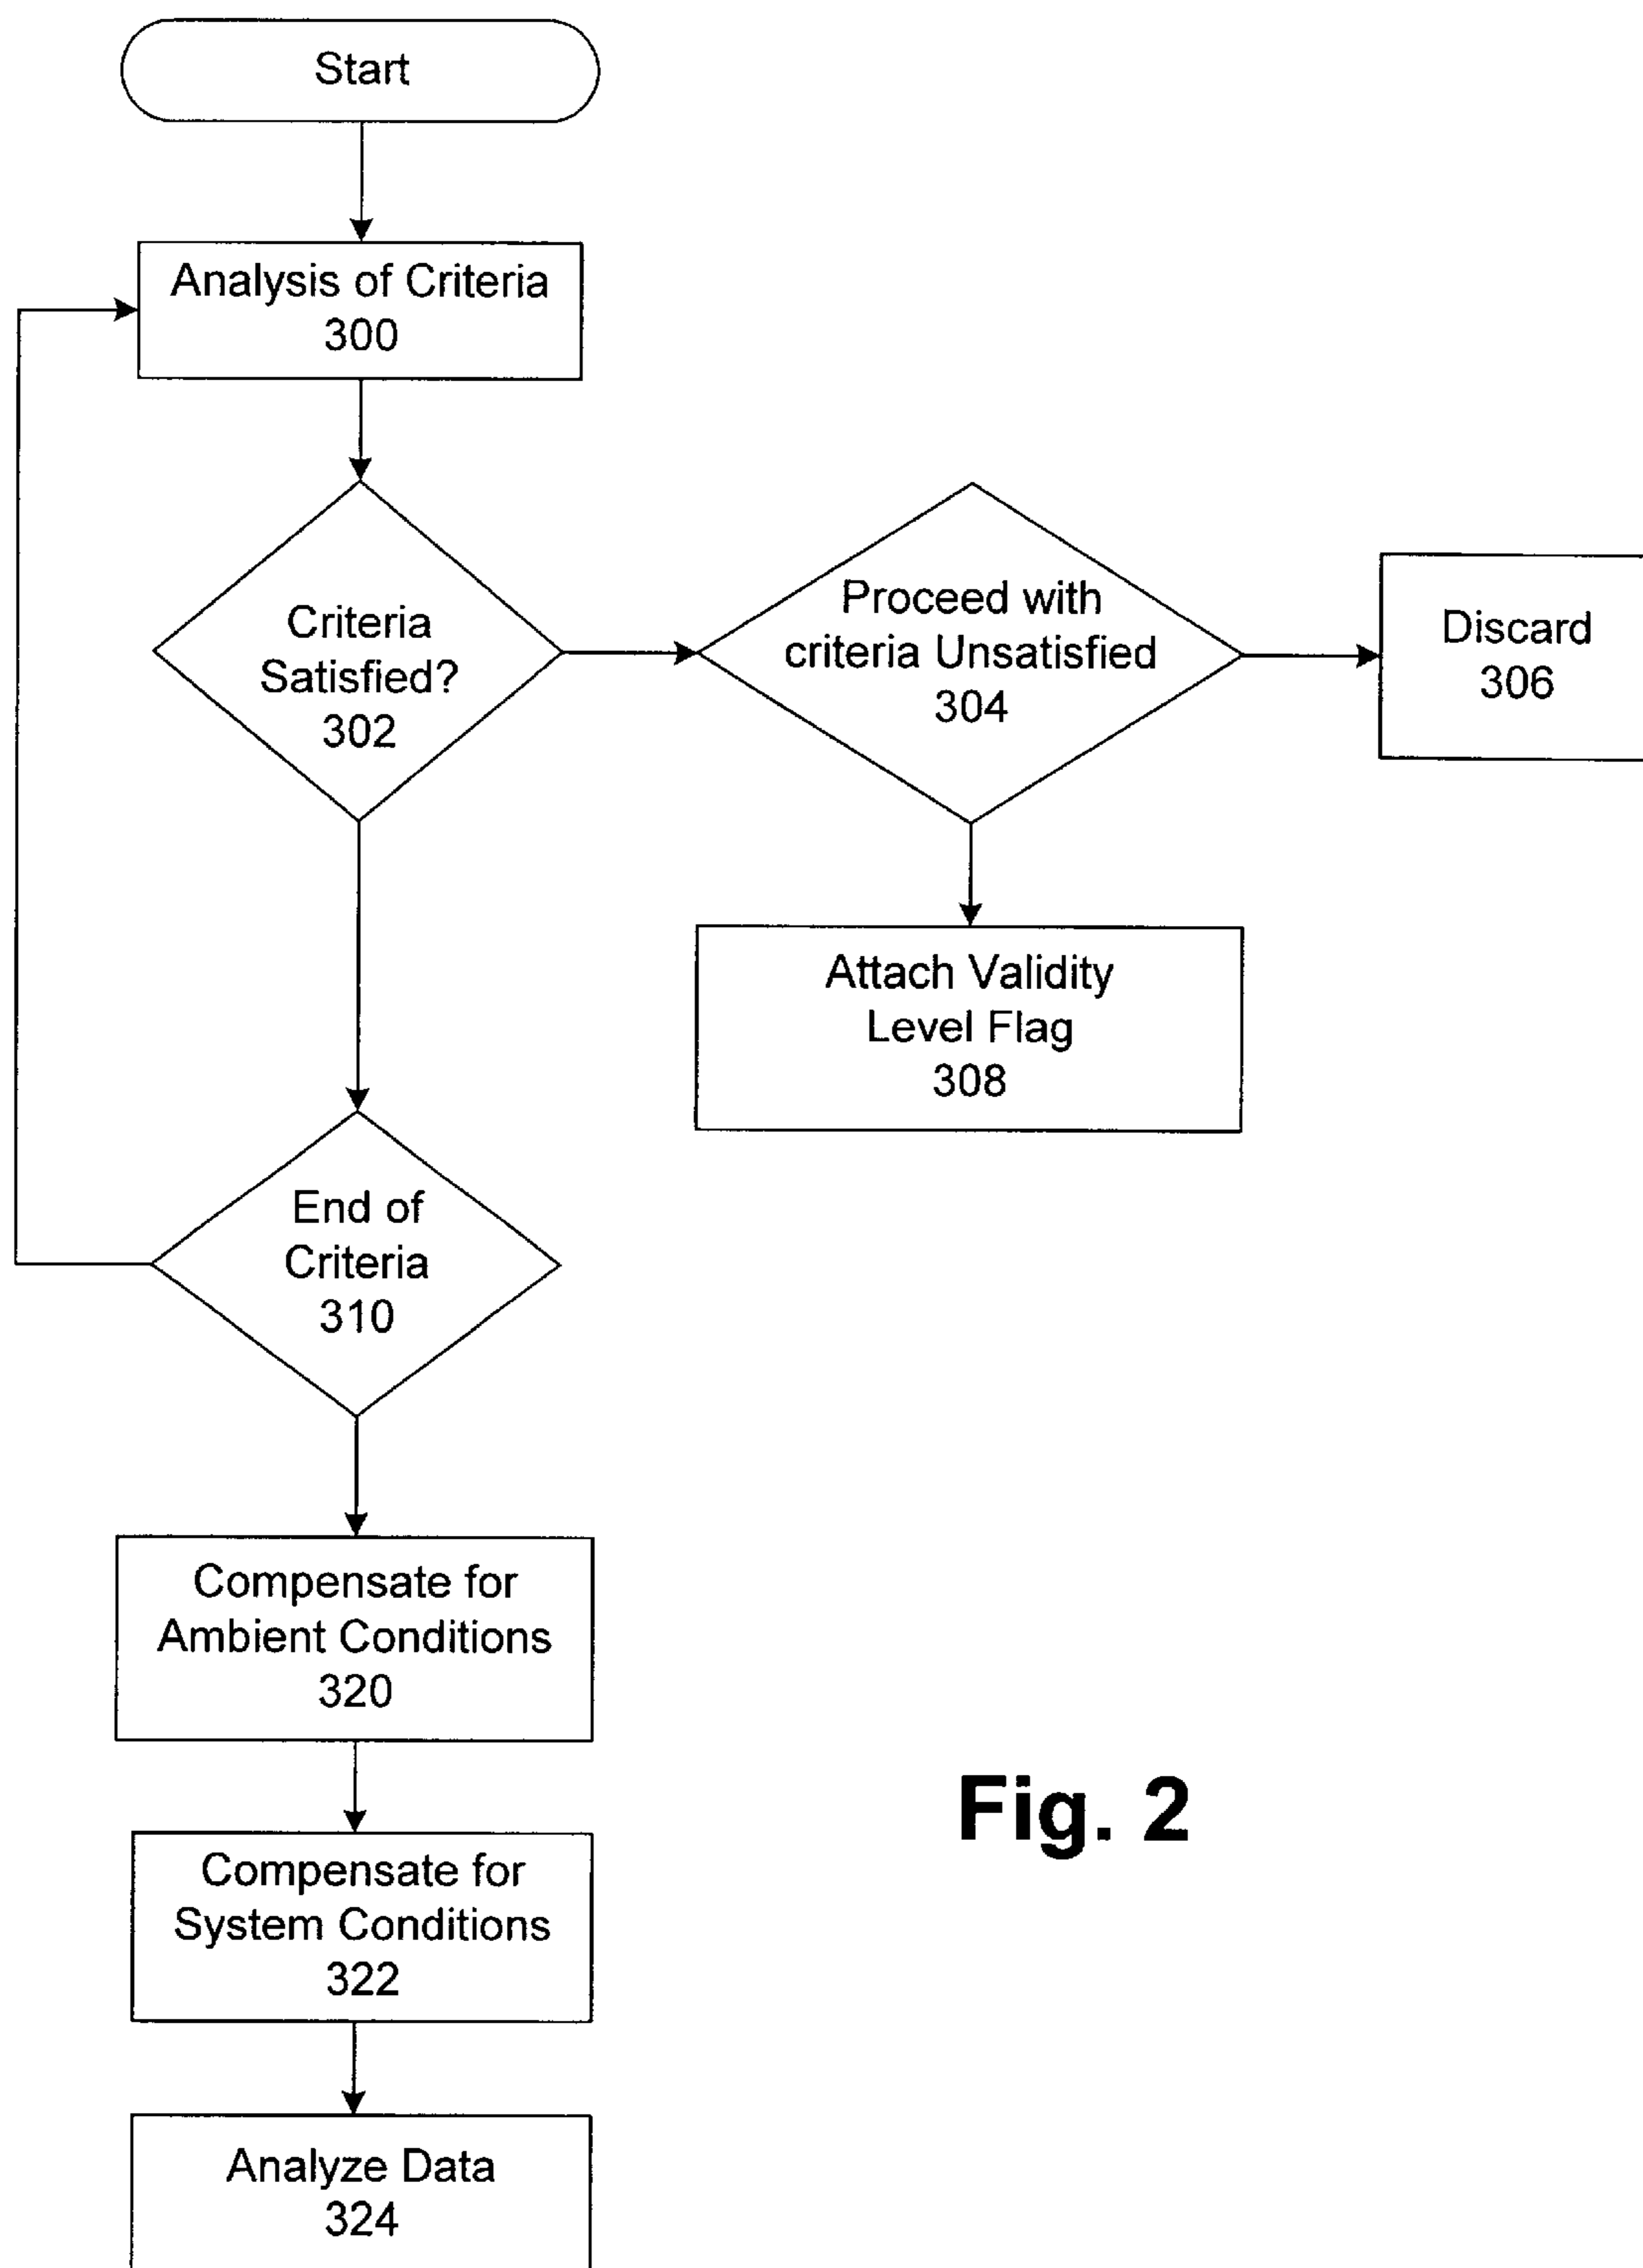 Start
Analysis of Criteria
300
Criteria
Satisfied?
302
Proceed with
criteria Unsatisfied
304
Discard
306
Attach Validity
Level Flag
308
End of
Criteria
310
Compensate for
Ambient Conditions
320
Compensate for
System Conditions
322
Analyze Data
324
Fig. 2